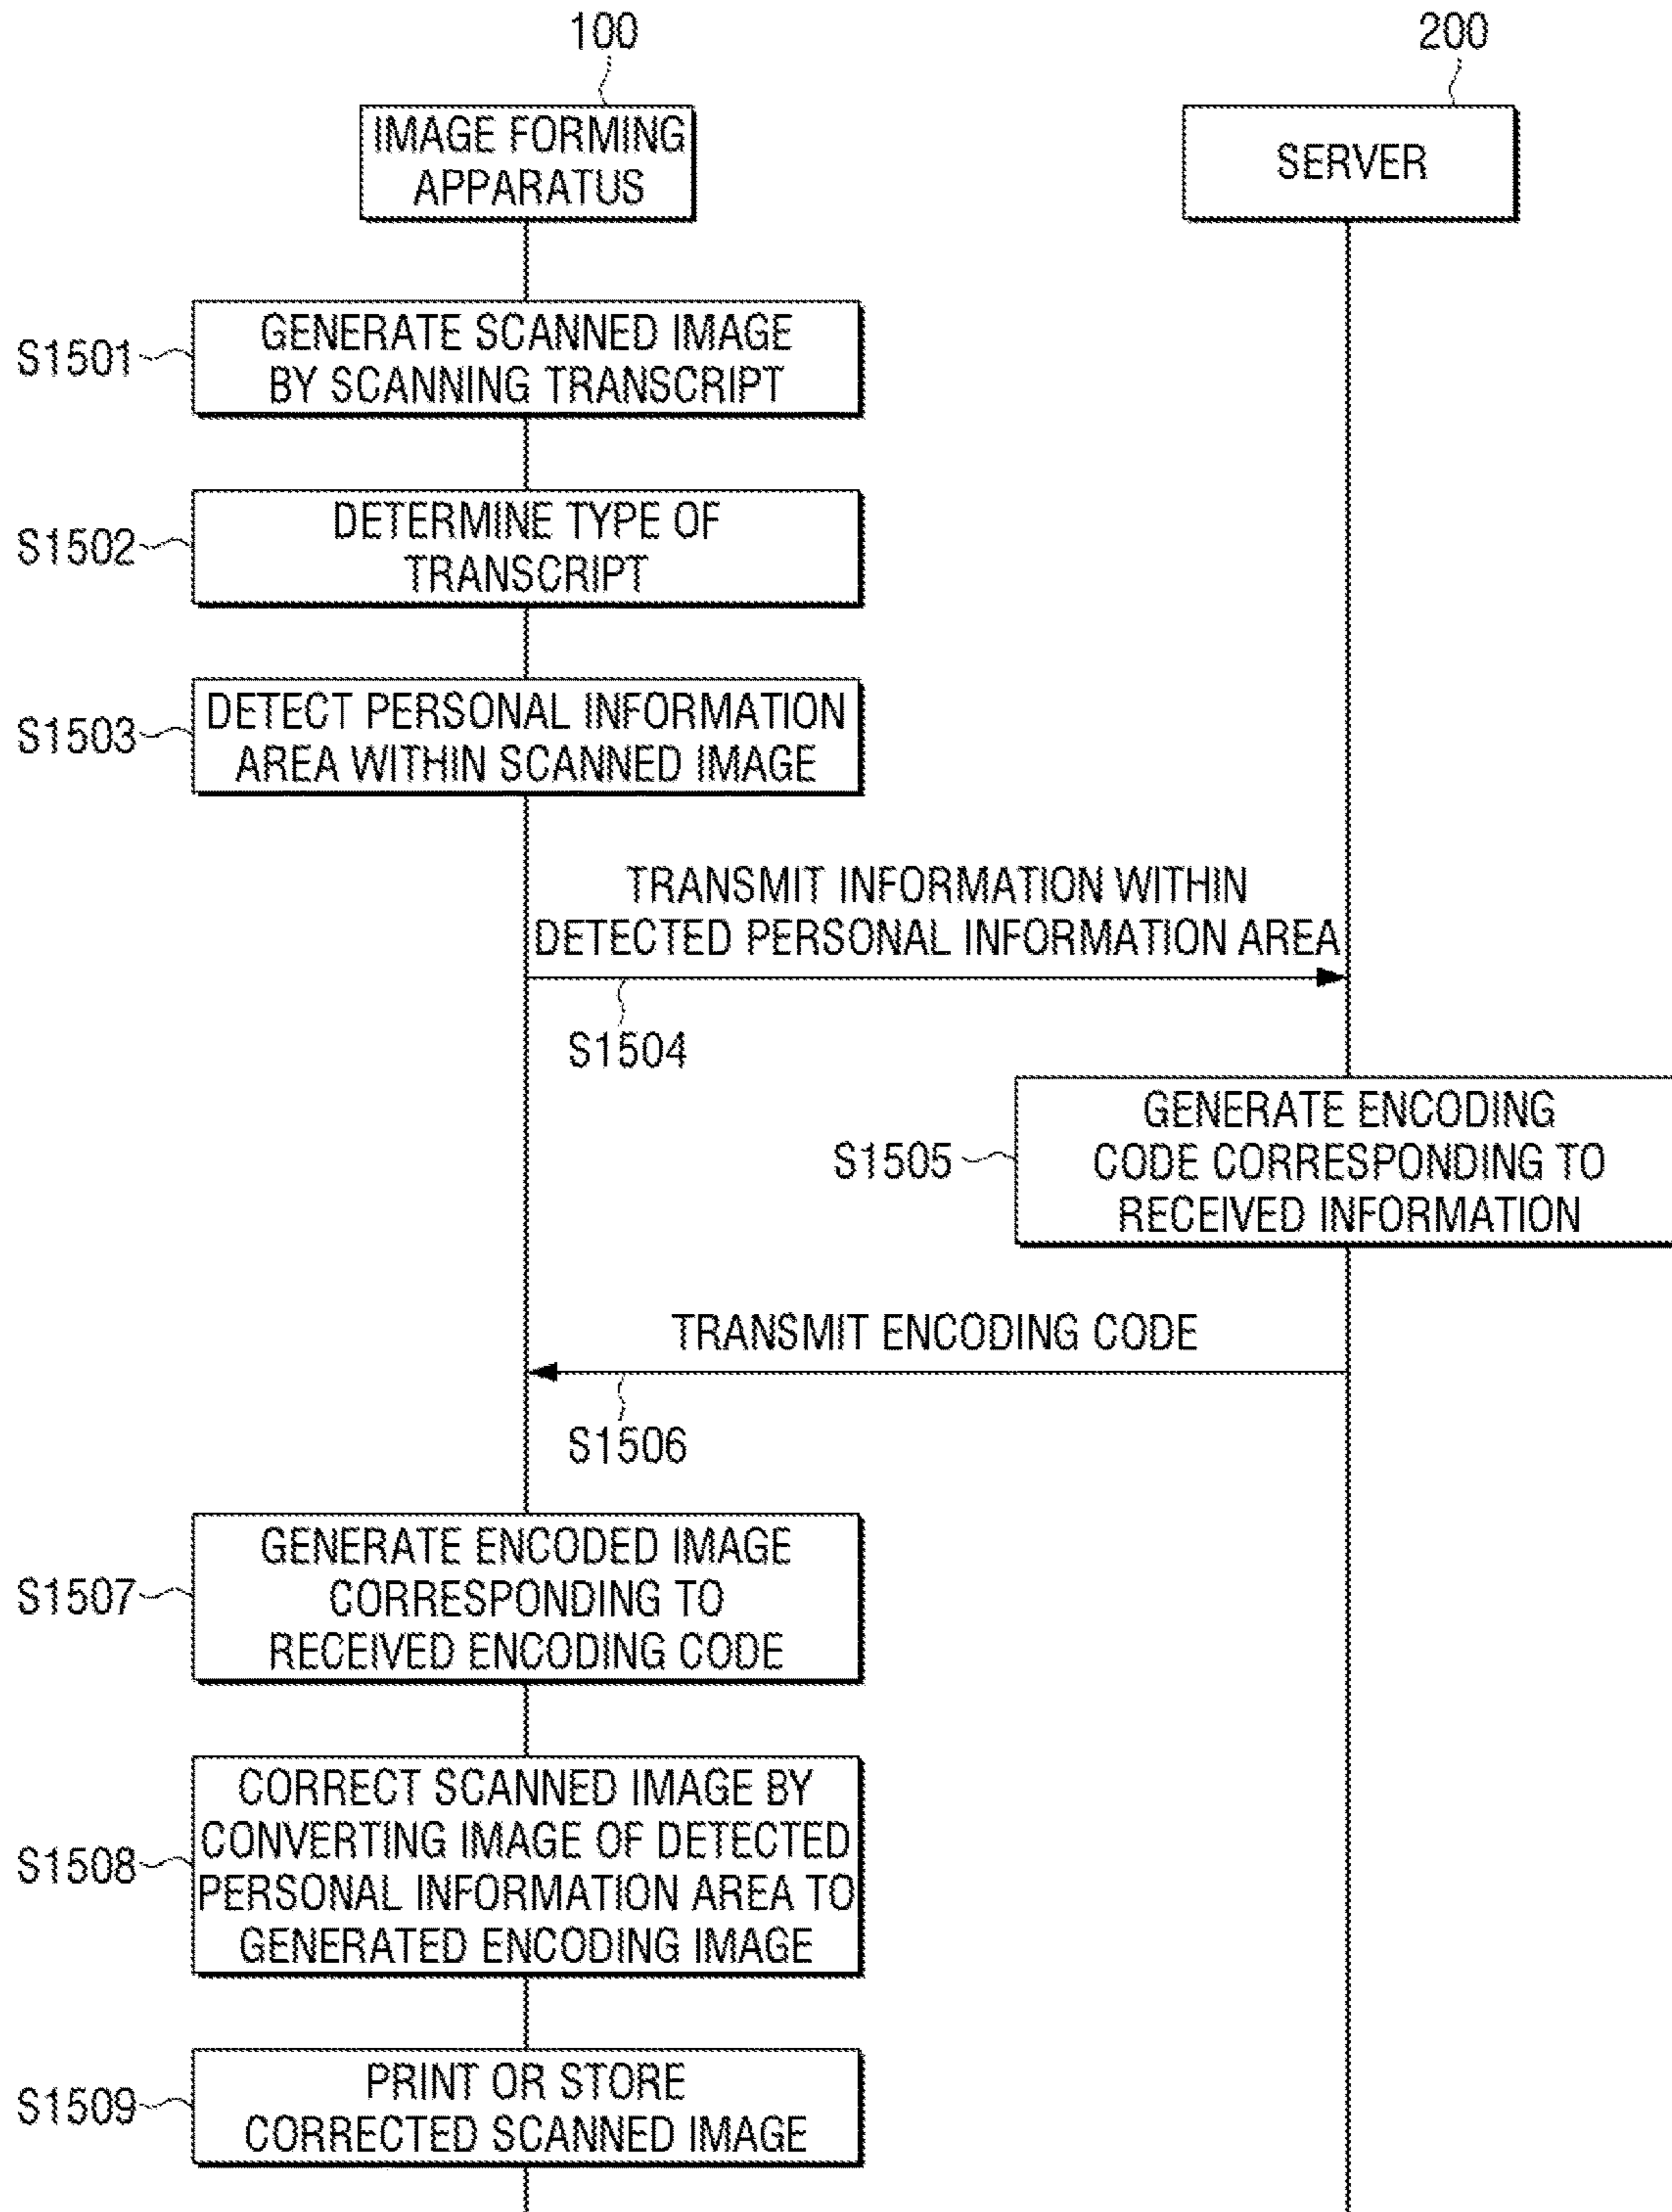 100
200
IMAGE FORMING
APPARATUS
SERVER
S1501
GENERATE SCANNED IMAGE
BY SCANNING TRANSCRIPT
S1502
DETERMINE TYPE OF
TRANSCRIPT
S1503
DETECT PERSONAL INFORMATION
AREA WITHIN SCANNED IMAGE
TRANSMIT INFORMATION WITHIN
DETECTED PERSONAL INFORMATION AREA
S1504
S1505
GENERATE ENCODING
CODE CORRESPONDING TO
RECEIVED INFORMATION
TRANSMIT ENCODING CODE
S1506
S1507
GENERATE ENCODED IMAGE
CORRESPONDING TO
RECEIVED ENCODING CODE
S1508
CORRECT SCANNED IMAGE BY
CONVERTING IMAGE OF DETECTED
PERSONAL INFORMATION AREA TO
GENERATED ENCODING IMAGE
S1509
PRINT OR STORE
CORRECTED SCANNED IMAGE